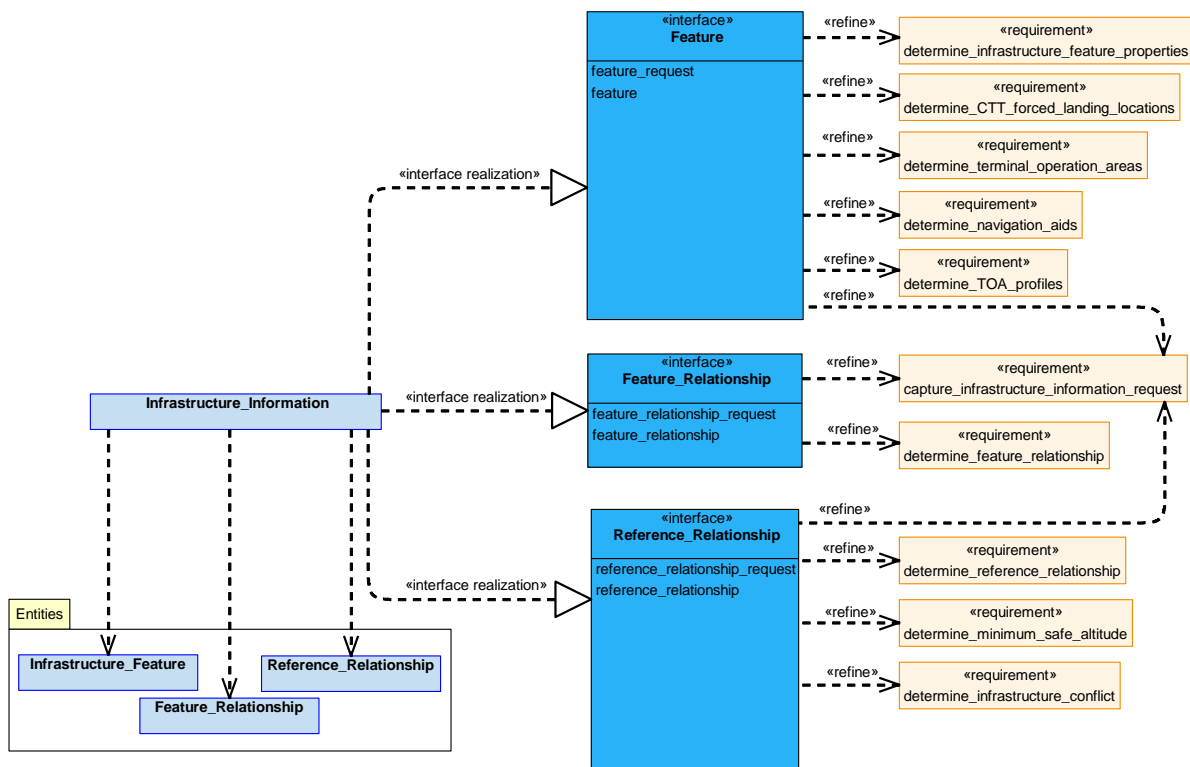 «interface»
Feature
feature_request
feature
«refine»
«requirement»
determine_infrastructure_feature_properties
«refine»
«requirement»
determine_CTT_forced_landing_locations
«refine»
«requirement»
determine_terminal_operation_areas
«refine»
«requirement»
determine_navigation_aids
«refine»
«requirement»
determine_TOA_profiles
«refine»
«interface realization»
«interface»
Feature_Relationship
feature_relationship_request
feature_relationship
«refine»
«requirement»
capture_infrastructure_information_request
«refine»
«requirement»
determine_feature_relationship
Infrastructure_Information
«interface realization»
«interface»
Reference_Relationship
reference_relationship_request
reference_relationship
«refine»
«refine»
«requirement»
determine_reference_relationship
«refine»
«requirement»
determine_minimum_safe_altitude
«refine»
«requirement»
determine_infrastructure_conflict
«interface realization»
Entities
Infrastructure_Feature
Reference_Relationship
Feature_Relationship